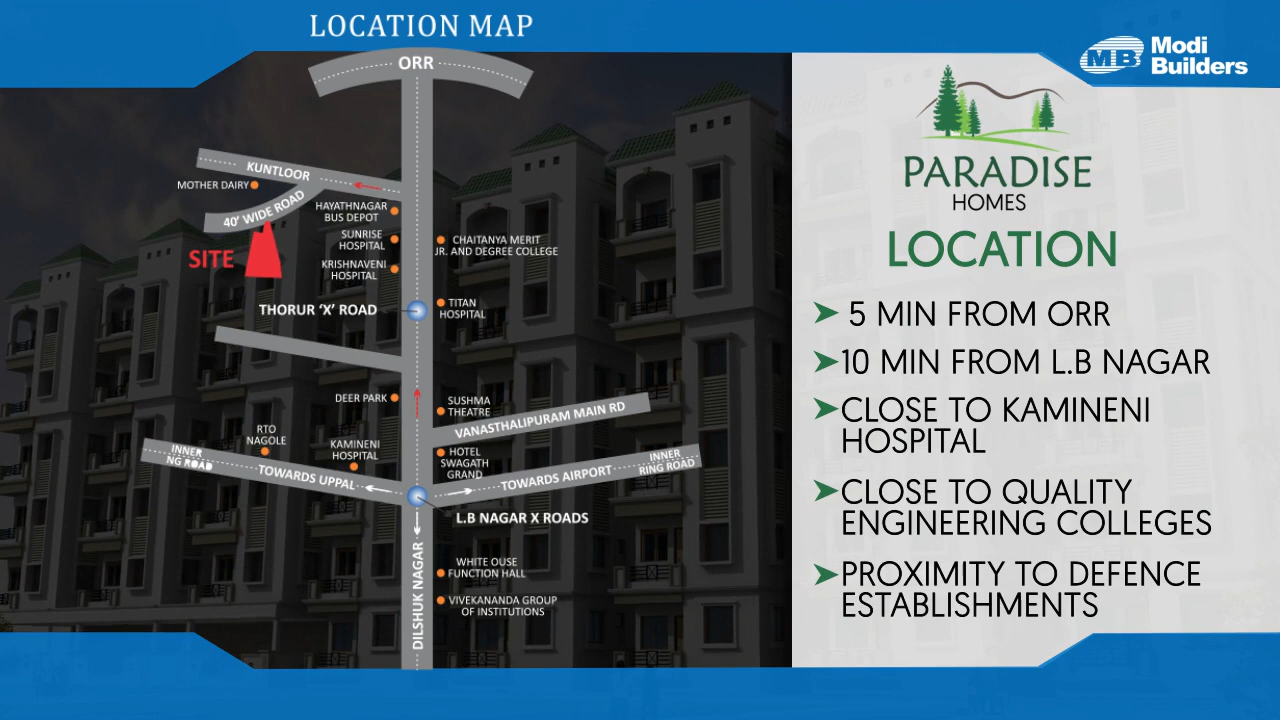 LOCATION MAP
ORR
KUNTLOOR
MOTHER DAIRY
40' WIDE ROAD
SITE
HAYATHNAGAR
BUS DEPOT
SUNRISE
HOSPITAL
KRISHNAVENI
HOSPITAL
CHAITANYA MERIT
JR. AND DEGREE COLLEGE
THORUR 'X' ROAD
TITAN
HOSPITAL
DEER PARK
SUSHMA
THEATRE
VANASTHALIPURAM MAIN RD
RTO
NAGOLE
KAMINENI
HOSPITAL
HOTEL
SWAGATH
GRAND
INNER
NG ROAD
TOWARDS UPPAL
TOWARDS AIRPORT
INNER
RING ROAD
L.B NAGAR X ROADS
DILSHUK NAGAR
WHITE OUSE
FUNCTION HALL
VIVEKANANDA GROUP
OF INSTITUTIONS
MB
Modi
Builders
PARADISE
HOMES
LOCATION
5 MIN FROM ORR
10 MIN FROM L.B NAGAR
CLOSE TO KAMINENI
HOSPITAL
CLOSE TO QUALITY
ENGINEERING COLLEGES
PROXIMITY TO DEFENCE
ESTABLISHMENTS